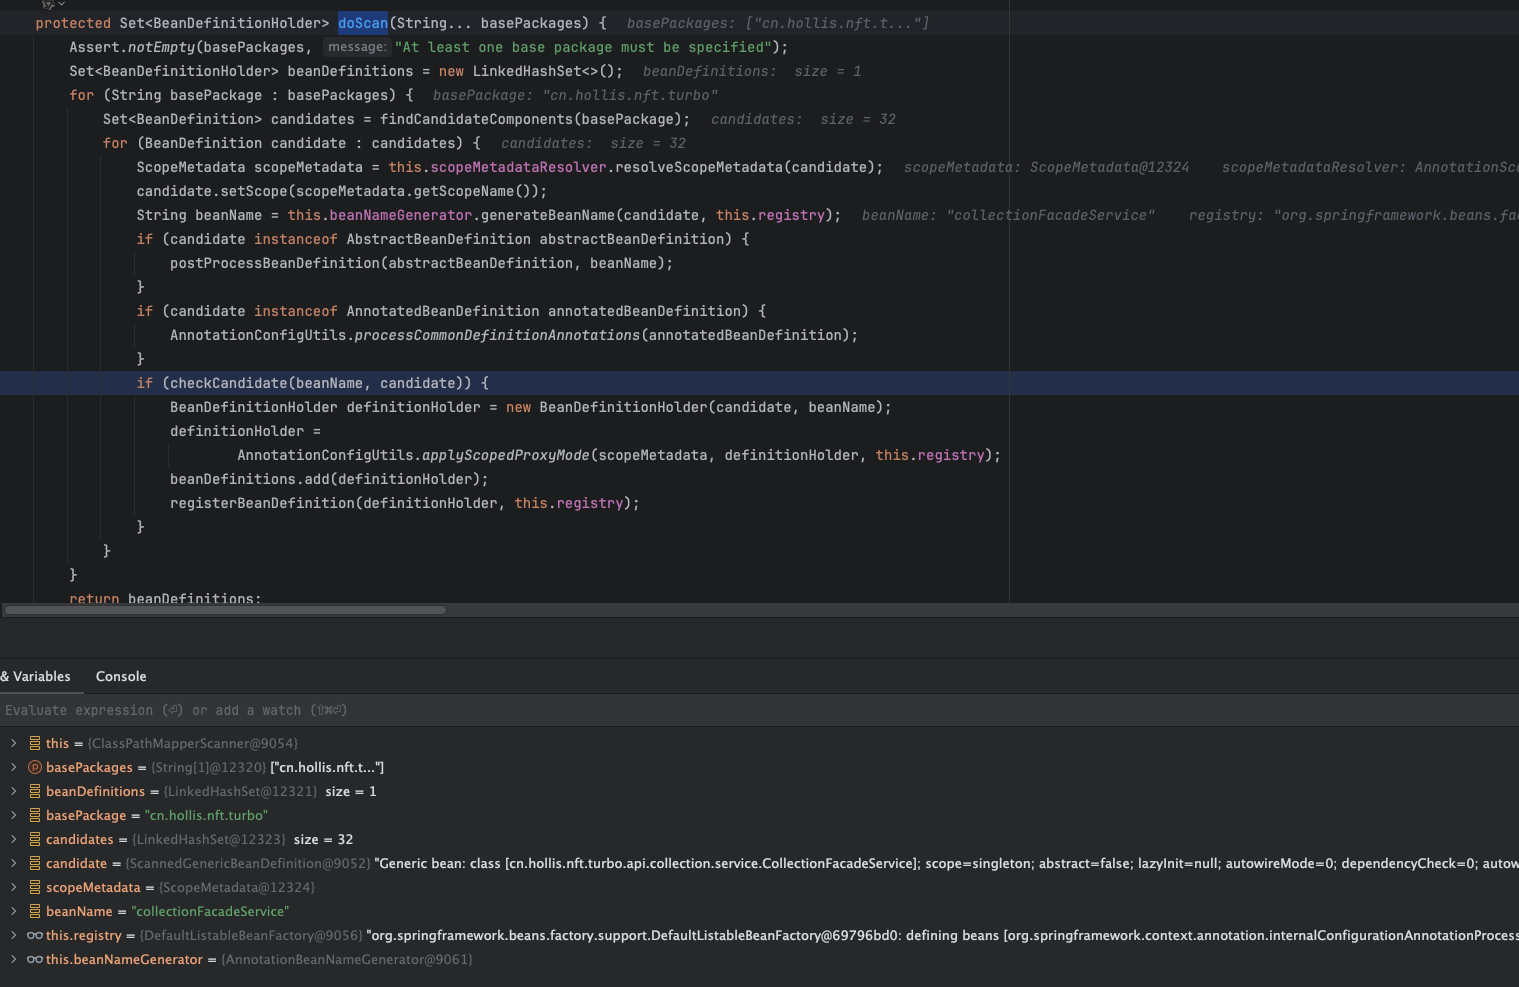 protected Set<BeanDefinitionHolder> doScan(String... basePackages) {  basePackages: ["cn.hollis.nft.t..."]
Assert.notEmpty(basePackages,  message: "At least one base package must be specified");
Set<BeanDefinitionHolder> beanDefinitions = new LinkedHashSet<>();  beanDefinitions:  size = 1
for (String basePackage : basePackages) {  basePackage: "cn.hollis.nft.turbo"
Set<BeanDefinition> candidates = findCandidateComponents(basePackage);  candidates:  size = 32
for (BeanDefinition candidate : candidates) {  candidates:  size = 32
ScopeMetadata scopeMetadata = this.scopeMetadataResolver.resolveScopeMetadata(candidate);  scopeMetadata: ScopeMetadata@12324    scopeMetadataResolver: AnnotationSco
candidate.setScope(scopeMetadata.getScopeName());
String beanName = this.beanNameGenerator.generateBeanName(candidate, this.registry);  beanName: "collectionFacadeService"    registry: "org.springframework.beans.fac
if (candidate instanceof AbstractBeanDefinition abstractBeanDefinition) {
postProcessBeanDefinition(abstractBeanDefinition, beanName);
}
if (candidate instanceof AnnotatedBeanDefinition annotatedBeanDefinition) {
AnnotationConfigUtils.processCommonDefinitionAnnotations(annotatedBeanDefinition);
}
if (checkCandidate(beanName, candidate)) {
BeanDefinitionHolder definitionHolder = new BeanDefinitionHolder(candidate, beanName);
definitionHolder =
AnnotationConfigUtils.applyScopedProxyMode(scopeMetadata, definitionHolder, this.registry);
beanDefinitions.add(definitionHolder);
registerBeanDefinition(definitionHolder, this.registry);
}
}
}
return beanDefinitions;
& Variables  Console
Evaluate expression (⏎) or add a watch (⇧⌘⏎)
this = {ClassPathMapperScanner@9054}
basePackages = {String[1]@12320} ["cn.hollis.nft.t..."]
beanDefinitions = {LinkedHashSet@12321}  size = 1
basePackage = "cn.hollis.nft.turbo"
candidates = {LinkedHashSet@12323}  size = 32
candidate = {ScannedGenericBeanDefinition@9052} "Generic bean: class [cn.hollis.nft.turbo.api.collection.service.CollectionFacadeService]; scope=singleton; abstract=false; lazyInit=null; autowireMode=0; dependencyCheck=0; autow
scopeMetadata = {ScopeMetadata@12324}
beanName = "collectionFacadeService"
this.registry = {DefaultListableBeanFactory@9056} "org.springframework.beans.factory.support.DefaultListableBeanFactory@69796bd0: defining beans [org.springframework.context.annotation.internalConfigurationAnnotationProcess
this.beanNameGenerator = {AnnotationBeanNameGenerator@9061}